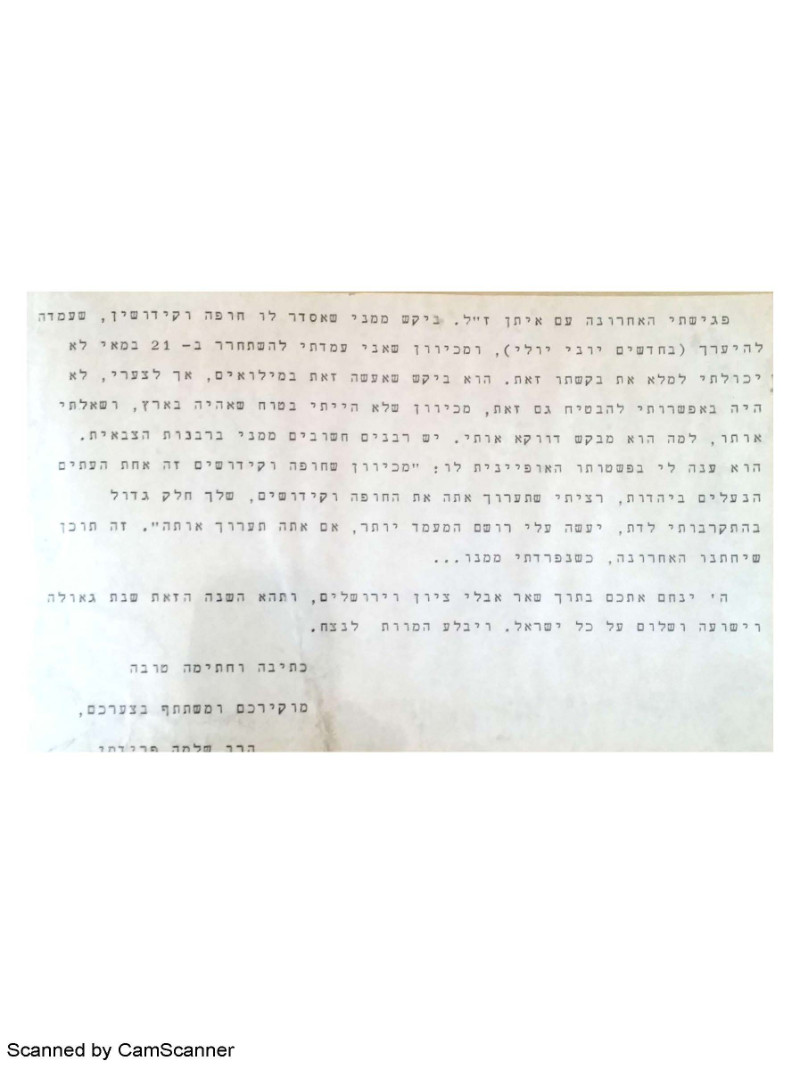 פגישתי האחרונה עם איתן ז"ל. ביקש ממני שאסדר לו חופה וקידושין, שעמדה
להיערך (בחדשים יוני יולי), ומכיוון שאני עמדתי להשתחרר ב- 21 במאי לא
יכולתי למלא את בקשתו זאת. הוא ביקש שאעשה זאת במילואים, אך לצערי, לא
היה באפשרותי להבטיח גם זאת, מכיוון שלא הייתי בטוח שאהיה בארץ, ושאלתי
אותו, למה הוא מבקש דווקא אותי. יש רבנים חשובים ממני ברבנות הצבאית.
הוא ענה לי בפשטותו האופיינית לו: "מכיוון שחופה וקידושים זה אחת העתים
הנעלים ביהדות, רציתי שתערוך אתה את החופה וקידושים, שלך חלק גדול
בהתקרבותי לדת, יעשה עלי רושם המעמד יותר, אם אתה תערוך אותה". זה תוכן
שיחתנו האחרונה, כשנפרדתי ממנו...
ה' ינחם אתכם בתוך שאר אבלי ציון וירושלים, ותהא השנה הזאת שנת גאולה
וישועה ושלום על כל ישראל. ויבלע המוות לנצח.
כתיבה וחתימה טובה
מוקירכם ומשתתף בצערכם,
הרב שלמה
Scanned by CamScanner